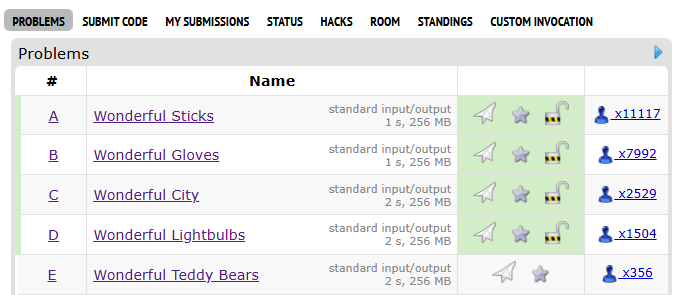 PROBLEMS SUBMIT CODE MY SUBMISSIONS STATUS HACKS ROOM STANDINGS CUSTOM INVOCATION
Problems
# Name
A Wonderful Sticks standard input/output x11117
1 s, 256 MB
B Wonderful Gloves standard input/output x7992
1 s, 256 MB
C Wonderful City standard input/output x2529
2 s, 256 MB
D Wonderful Lightbulbs standard input/output x1504
2 s, 256 MB
E Wonderful Teddy Bears standard input/output x356
2 s, 256 MB